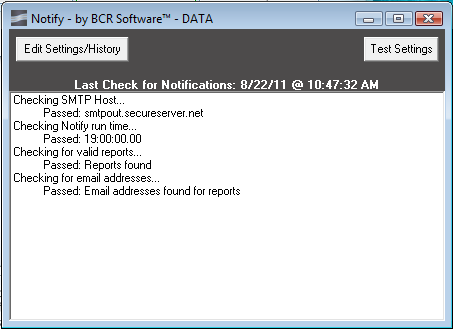 Notify - by BCR Software™ - DATA
Edit Settings/History
Test Settings
Last Check for Notifications: 8/22/11 @ 10:47:32 AM
Checking SMTP Host...
Passed: smtpout.secureserver.net
Checking Notify run time...
Passed: 19:00:00.00
Checking for valid reports...
Passed: Reports found
Checking for email addresses...
Passed: Email addresses found for reports